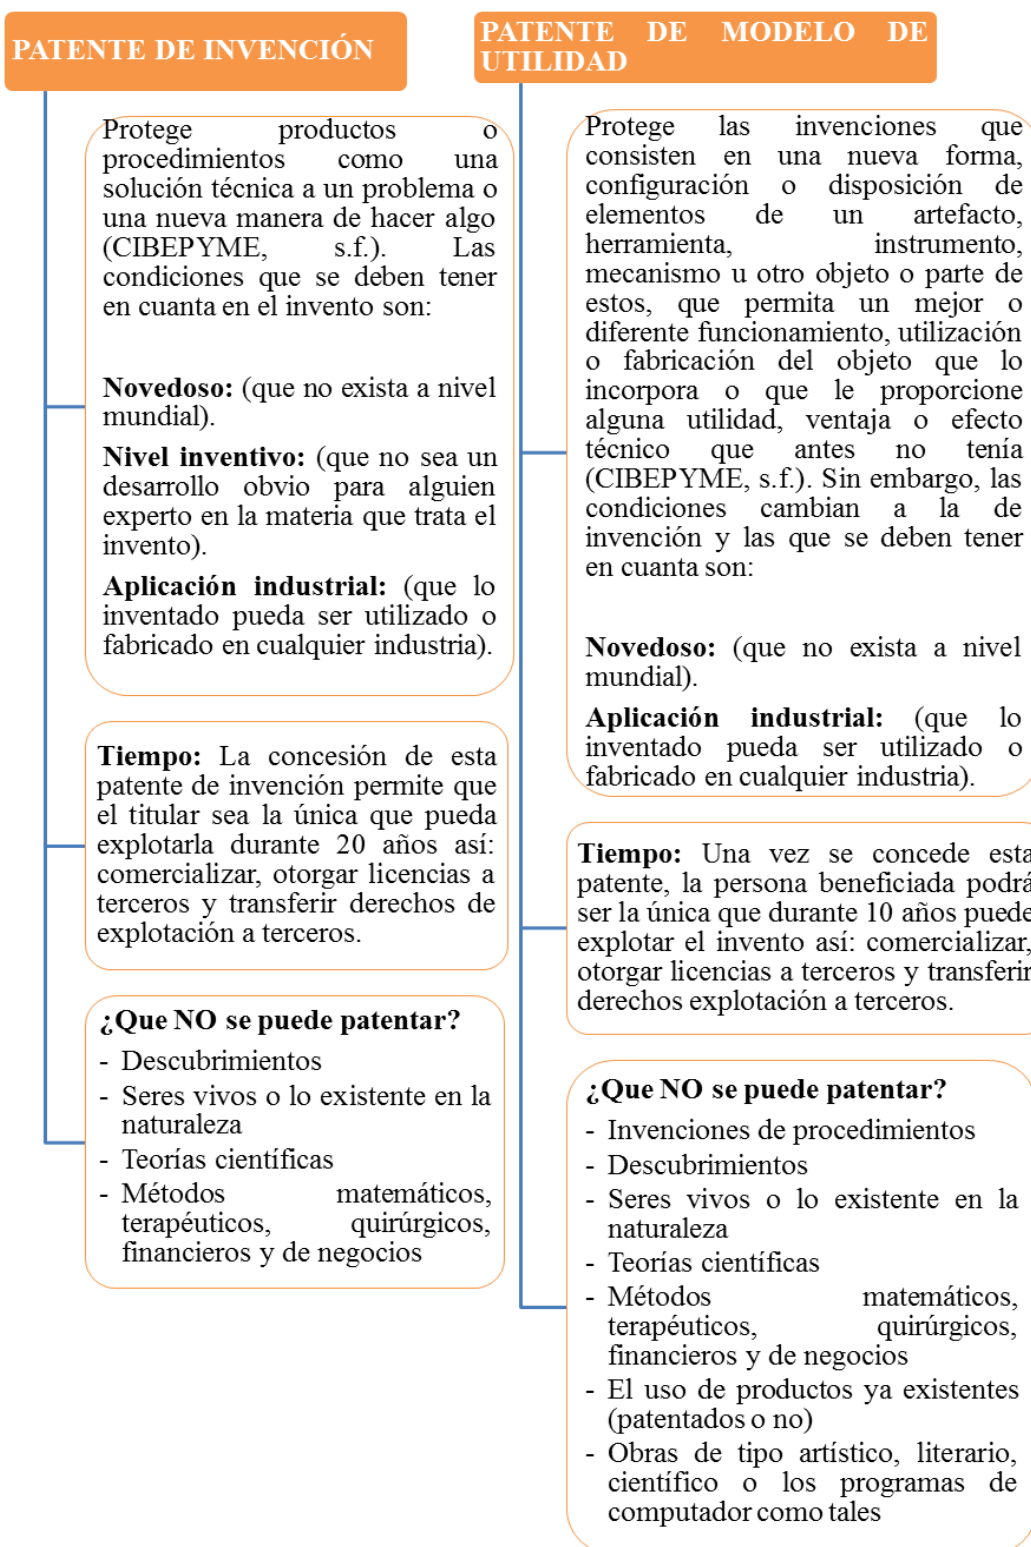 PATENTE DE INVENCIÓN
Protege productos o
procedimientos como una
solución técnica a un problema o
una nueva manera de hacer algo
(CIBEPYME, s.f.). Las
condiciones que se deben tener
en cuanta en el invento son:
Novedoso: (que no exista a nivel
mundial).
Nivel inventivo: (que no sea un
desarrollo obvio para alguien
experto en la materia que trata el
invento).
Aplicación industrial: (que lo
inventado pueda ser utilizado o
fabricado en cualquier industria).
Tiempo: La concesión de esta
patente de invención permite que
el titular sea la única que pueda
explotarla durante 20 años así:
comercializar, otorgar licencias a
terceros y transferir derechos de
explotación a terceros.
¿Que NO se puede patentar?
- Descubrimientos
- Seres vivos o lo existente en la
naturaleza
- Teorías científicas
- Métodos matemáticos,
terapéuticos, quirúrgicos,
financieros y de negocios
PATENTE DE MODELO DE
UTILIDAD
Protege las invenciones que
consisten en una nueva forma,
configuración o disposición de
elementos de un artefacto,
herramienta, instrumento,
mecanismo u otro objeto o parte de
estos, que permita un mejor o
diferente funcionamiento, utilización
o fabricación del objeto que lo
incorpora o que le proporcione
alguna utilidad, ventaja o efecto
técnico que antes no tenía
(CIBEPYME, s.f.). Sin embargo, las
condiciones cambian a la de
invención y las que se deben tener
en cuanta son:
Novedoso: (que no exista a nivel
mundial).
Aplicación industrial: (que lo
inventado pueda ser utilizado o
fabricado en cualquier industria).
Tiempo: Una vez se concede esta
patente, la persona beneficiada podrá
ser la única que durante 10 años puede
explotar el invento así: comercializar,
otorgar licencias a terceros y transferir
derechos explotación a terceros.
¿Que NO se puede patentar?
- Invenciones de procedimientos
- Descubrimientos
- Seres vivos o lo existente en la
naturaleza
- Teorías científicas
- Métodos matemáticos,
terapéuticos, quirúrgicos,
financieros y de negocios
- El uso de productos ya existentes
(patentados o no)
- Obras de tipo artístico, literario,
científico o los programas de
computador como tales